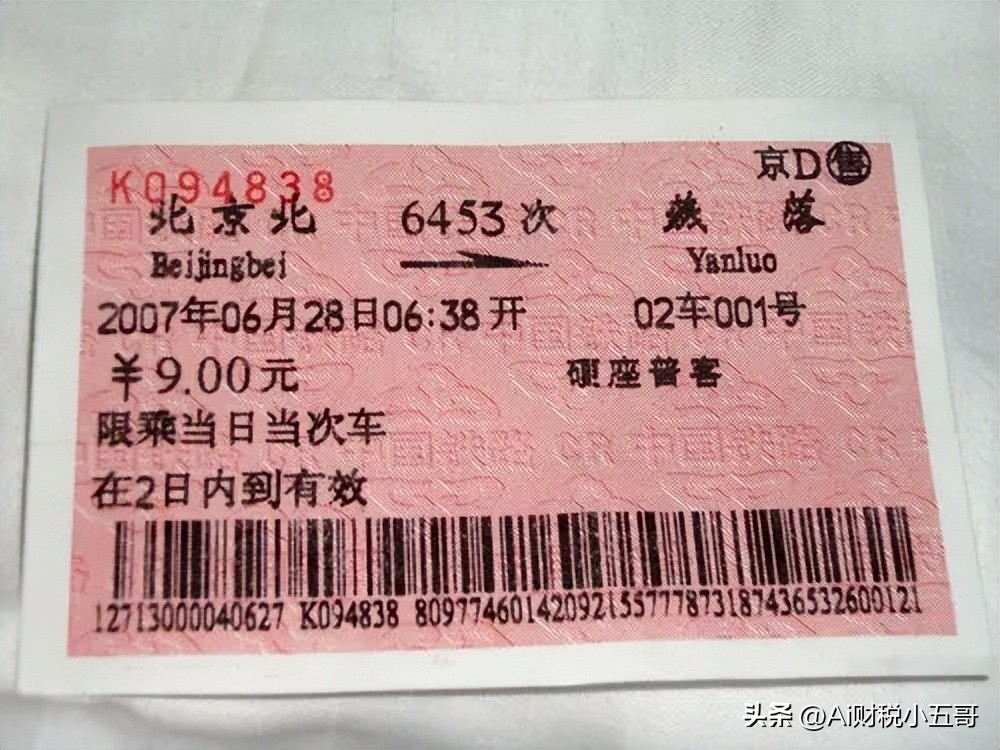 京D售
K094838
北京北 6453次 燕落
Beijingbei Yanluo
2007年06月28日06:38开 02车001号
￥9.00元 硬座普客
限乘当日当次车
在2日内到有效
12713000040627 K094838 80977460142092155777873187436532600121
头条 @Ai财税小五哥